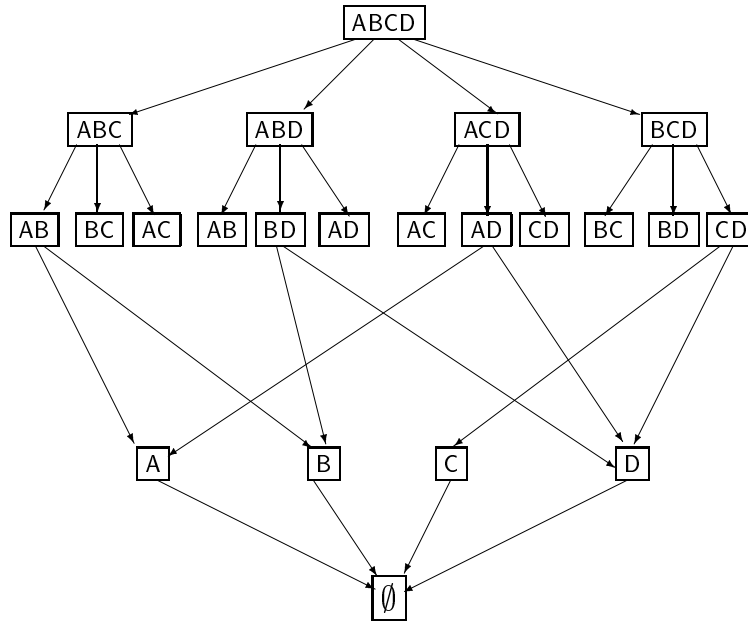 ABCD
ABC ABD ACD BCD
AB BC AC AB BD AD AC AD CD BC BD CD
A B C D
∅